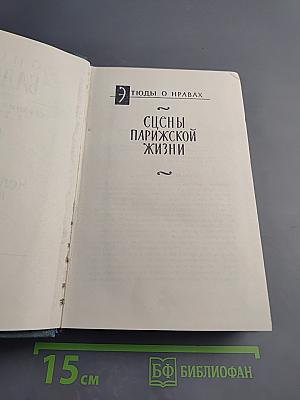 ЭТЮДЫ О НРАВАХ
~
СЦЕНЫ
ПАРИЖСКОЙ
ЖИЗНИ
~
15 см
БФ БИБЛИОФАН